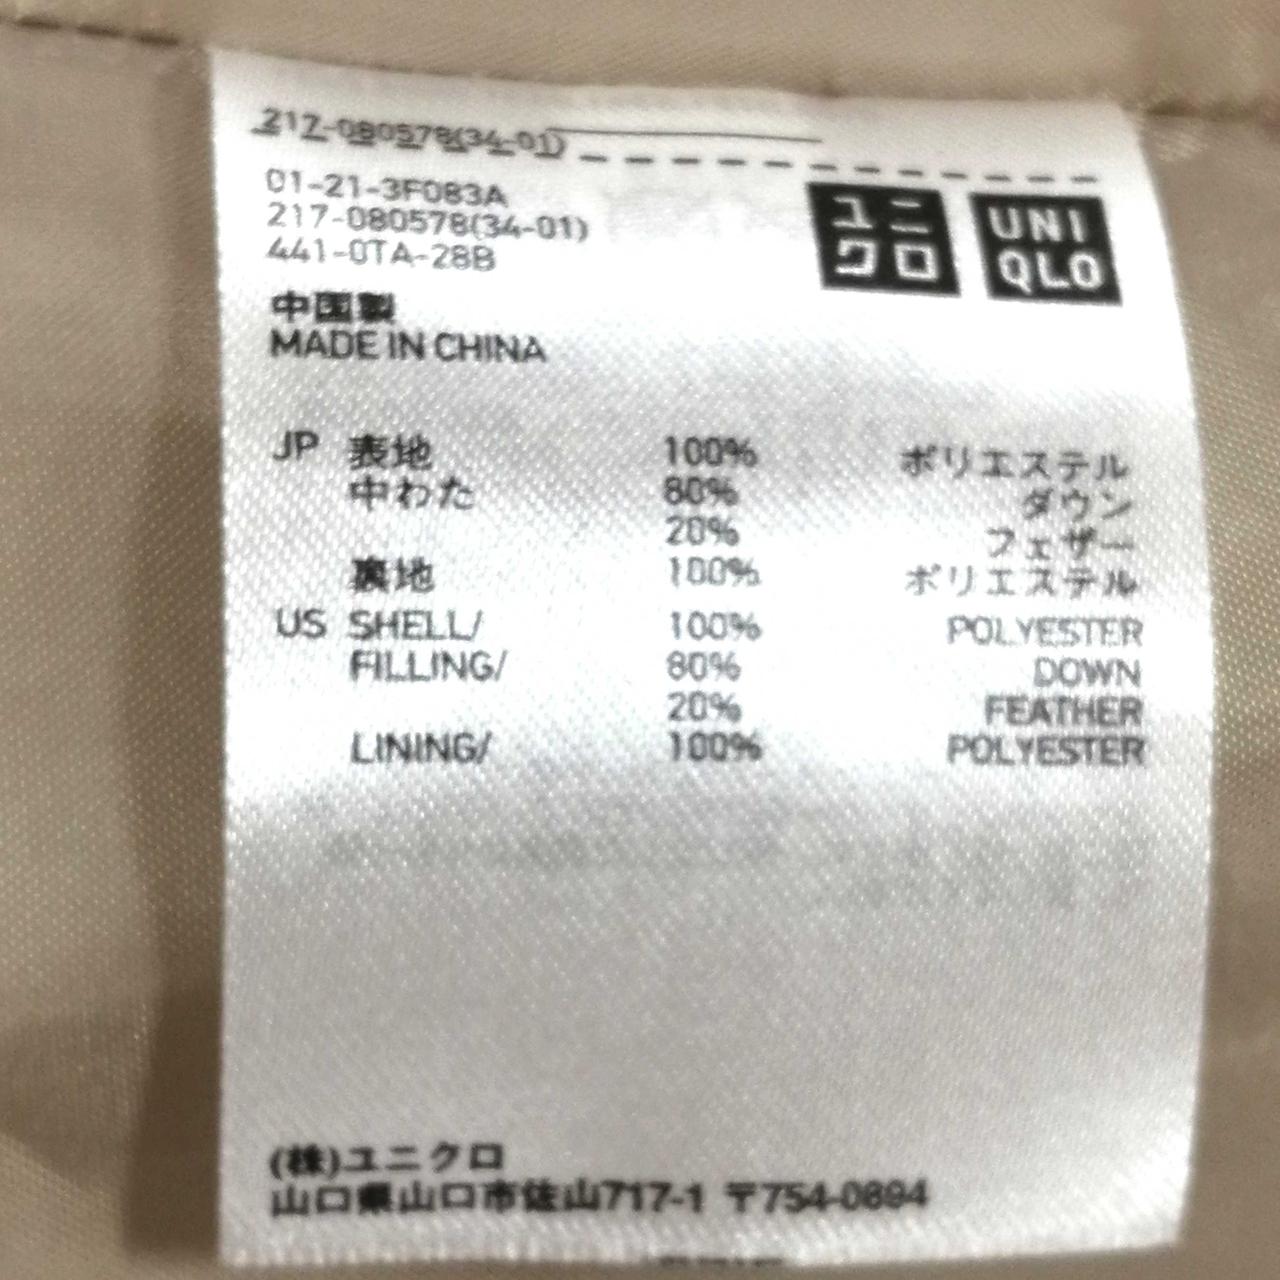 217-080578(34-01)
01-21-3F083A
217-080578(34-01)
441-0TA-28B
ユニ
クロ
UNI
QLO
中国製
MADE IN CHINA
JP 表地 100% ポリエステル
中わた 80% ダウン
20% フェザー
裏地 100% ポリエステル
US SHELL/ 100% POLYESTER
FILLING/ 80% DOWN
20% FEATHER
LINING/ 100% POLYESTER
(株)ユニクロ
山口県山口市佐山717-1 〒754-0894